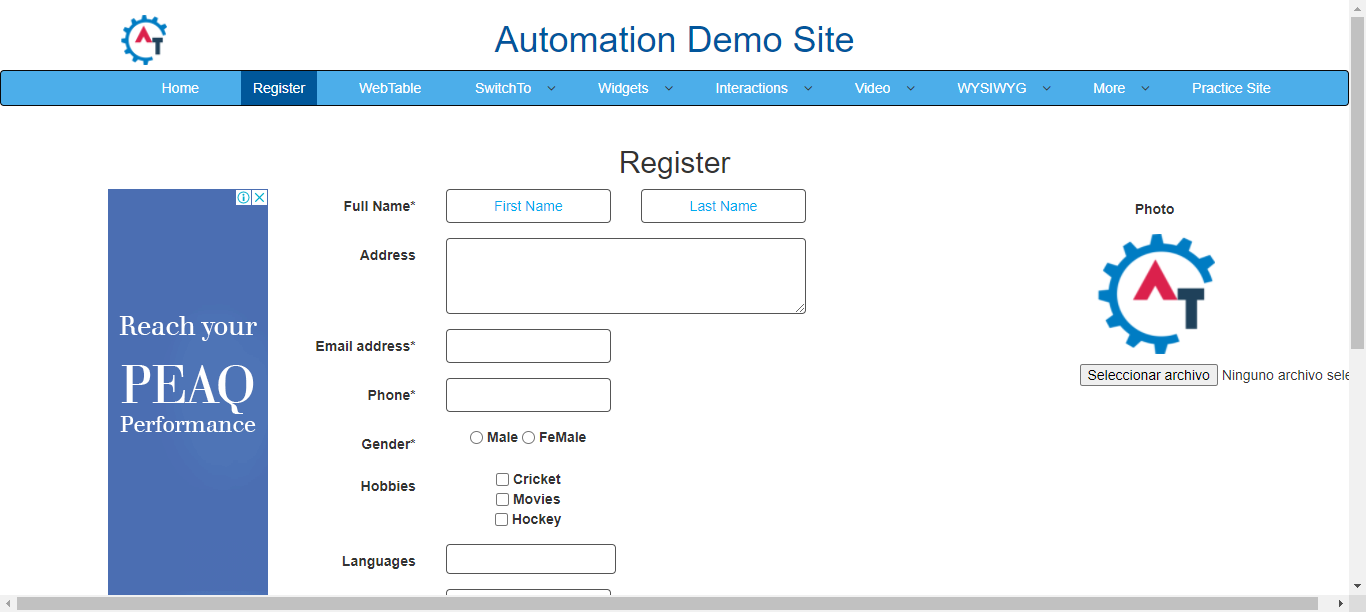 AT
Automation Demo Site
Home Register WebTable SwitchTo Widgets Interactions Video WYSIWYG More Practice Site
Register
Full Name* First Name Last Name
Photo
Address
AT
Reach your
PEAQ
Performance
Email address*
Seleccionar archivo Ninguno archivo sele
Phone*
Gender* Male FeMale
Hobbies Cricket
Movies
Hockey
Languages